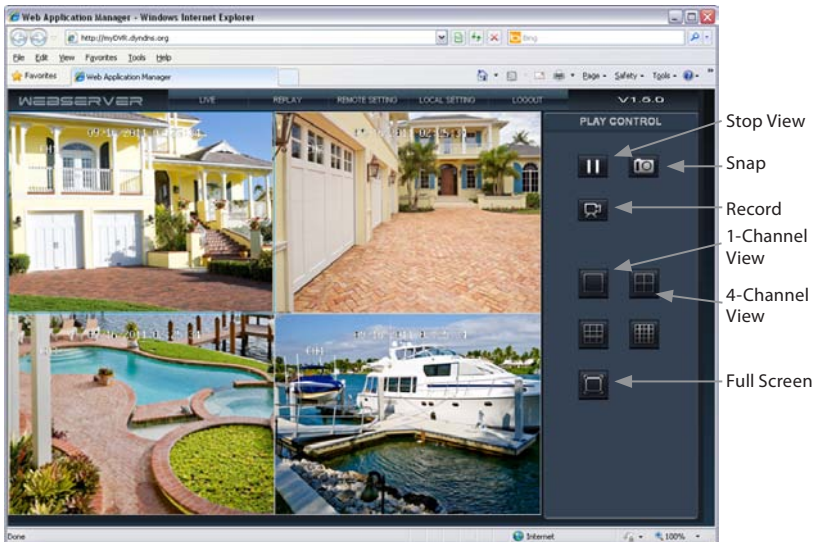 Web Application Manager - Windows Internet Explorer
http://myDVR.dyndns.org
Bing
File Edit View Favorites Tools Help
Favorites
Web Application Manager
Page Safety Tools
WEBSERVER LIVE REPLAY REMOTE SETTING LOCAL SETTING LOGOUT V1.5.0
PLAY CONTROL
Stop View
Snap
Record
1-Channel
View
4-Channel
View
Full Screen
Done
Internet
100%